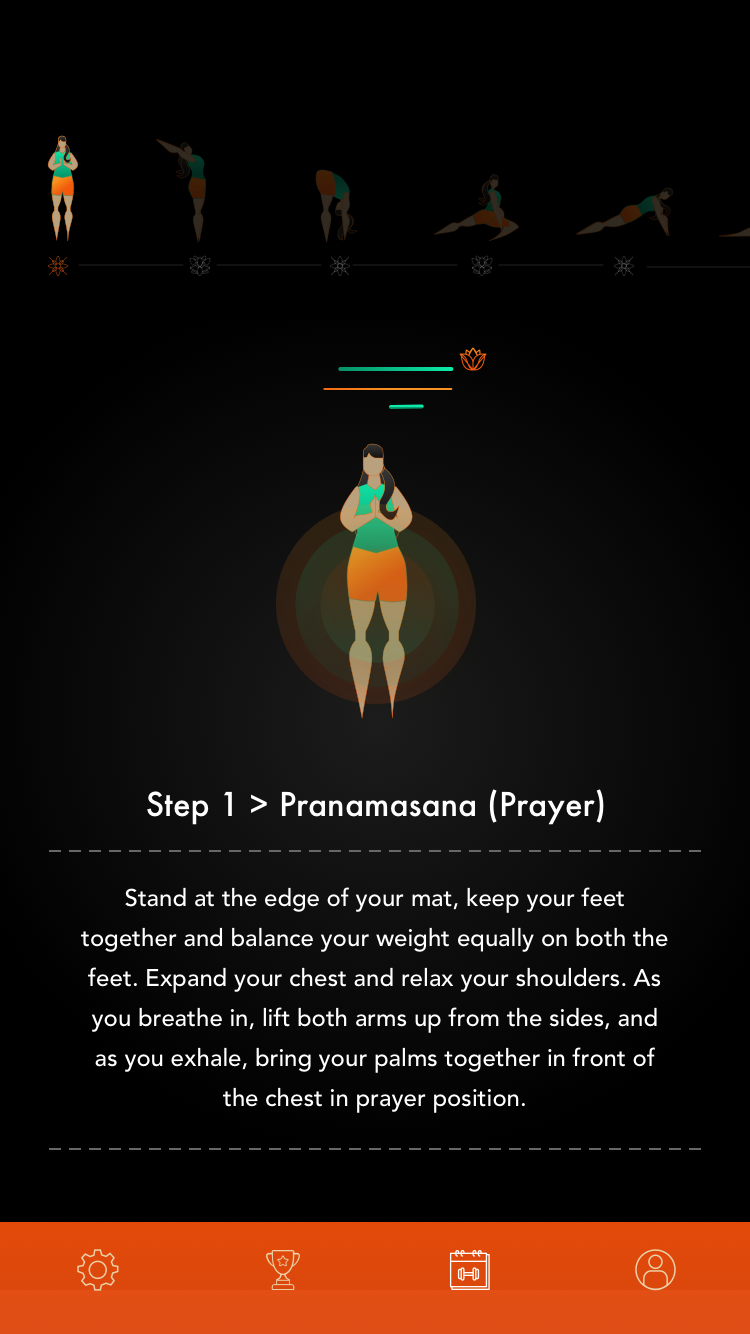 Step 1 > Pranamasana (Prayer)
Stand at the edge of your mat, keep your feet
together and balance your weight equally on both the
feet. Expand your chest and relax your shoulders. As
you breathe in, lift both arms up from the sides, and
as you exhale, bring your palms together in front of
the chest in prayer position.